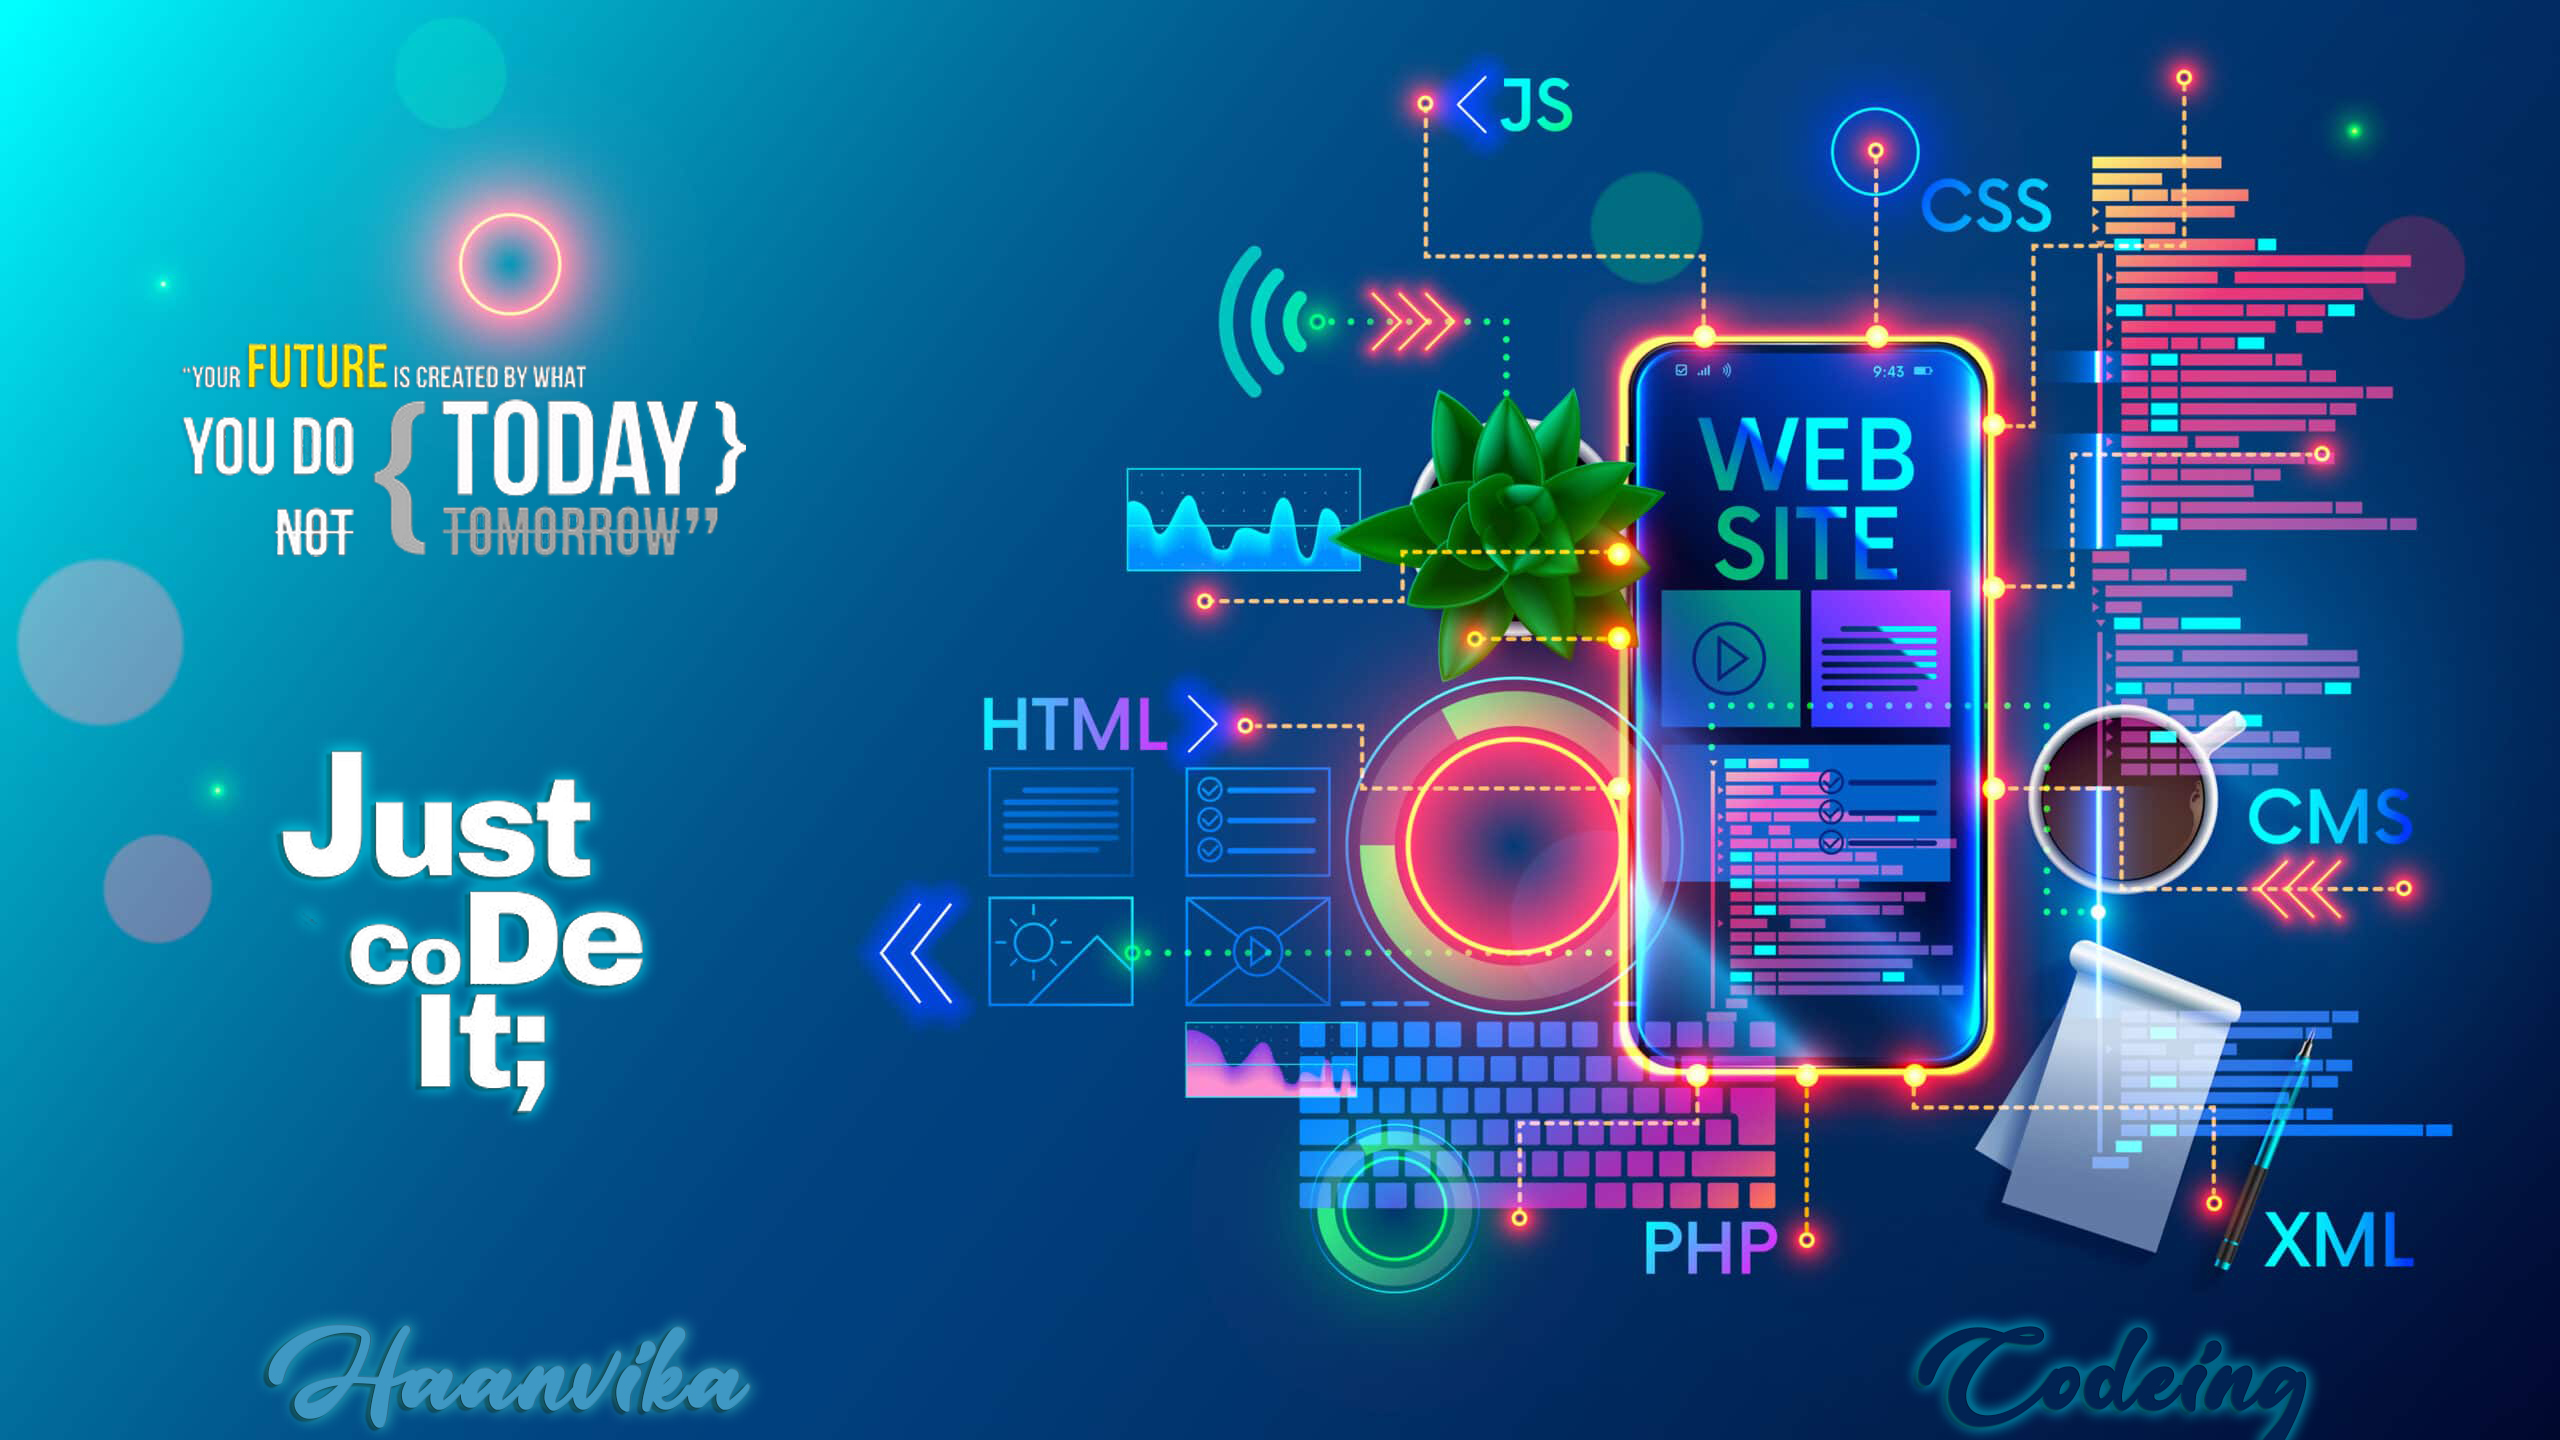 "YOUR FUTURE IS CREATED BY WHAT
YOU DO { TODAY }
NOT TOMORROW"
Just
coDe
It;
Haanvika
JS
CSS
9:43
WEB
SITE
HTML
CMS
PHP
XML
Codeing